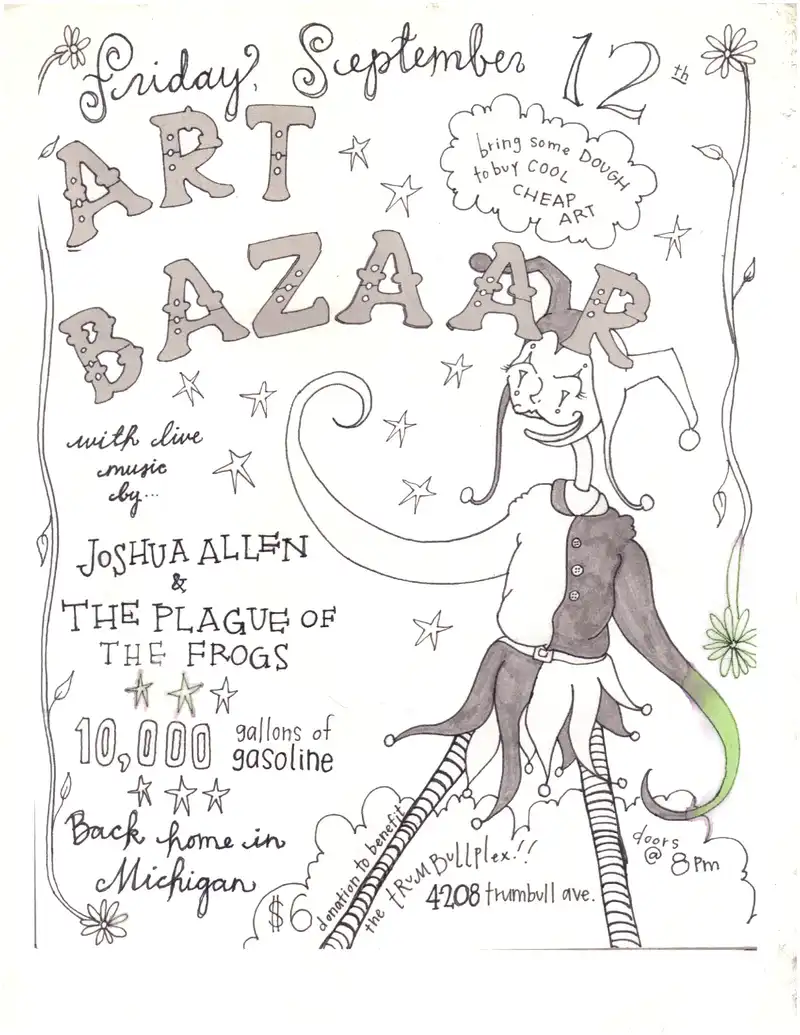 Friday, September 12th
ART
BAZAAR
bring some DOUGH
to buy COOL
CHEAP
ART
with live
music
by...
JOSHUA ALLEN
&
THE PLAGUE OF
THE FROGS
10,000 gallons of
gasoline
Back home in
Michigan
$6 donation to benefit
the tRuMBullplex!!
4208 trumbull ave.
doors
@ 8pm